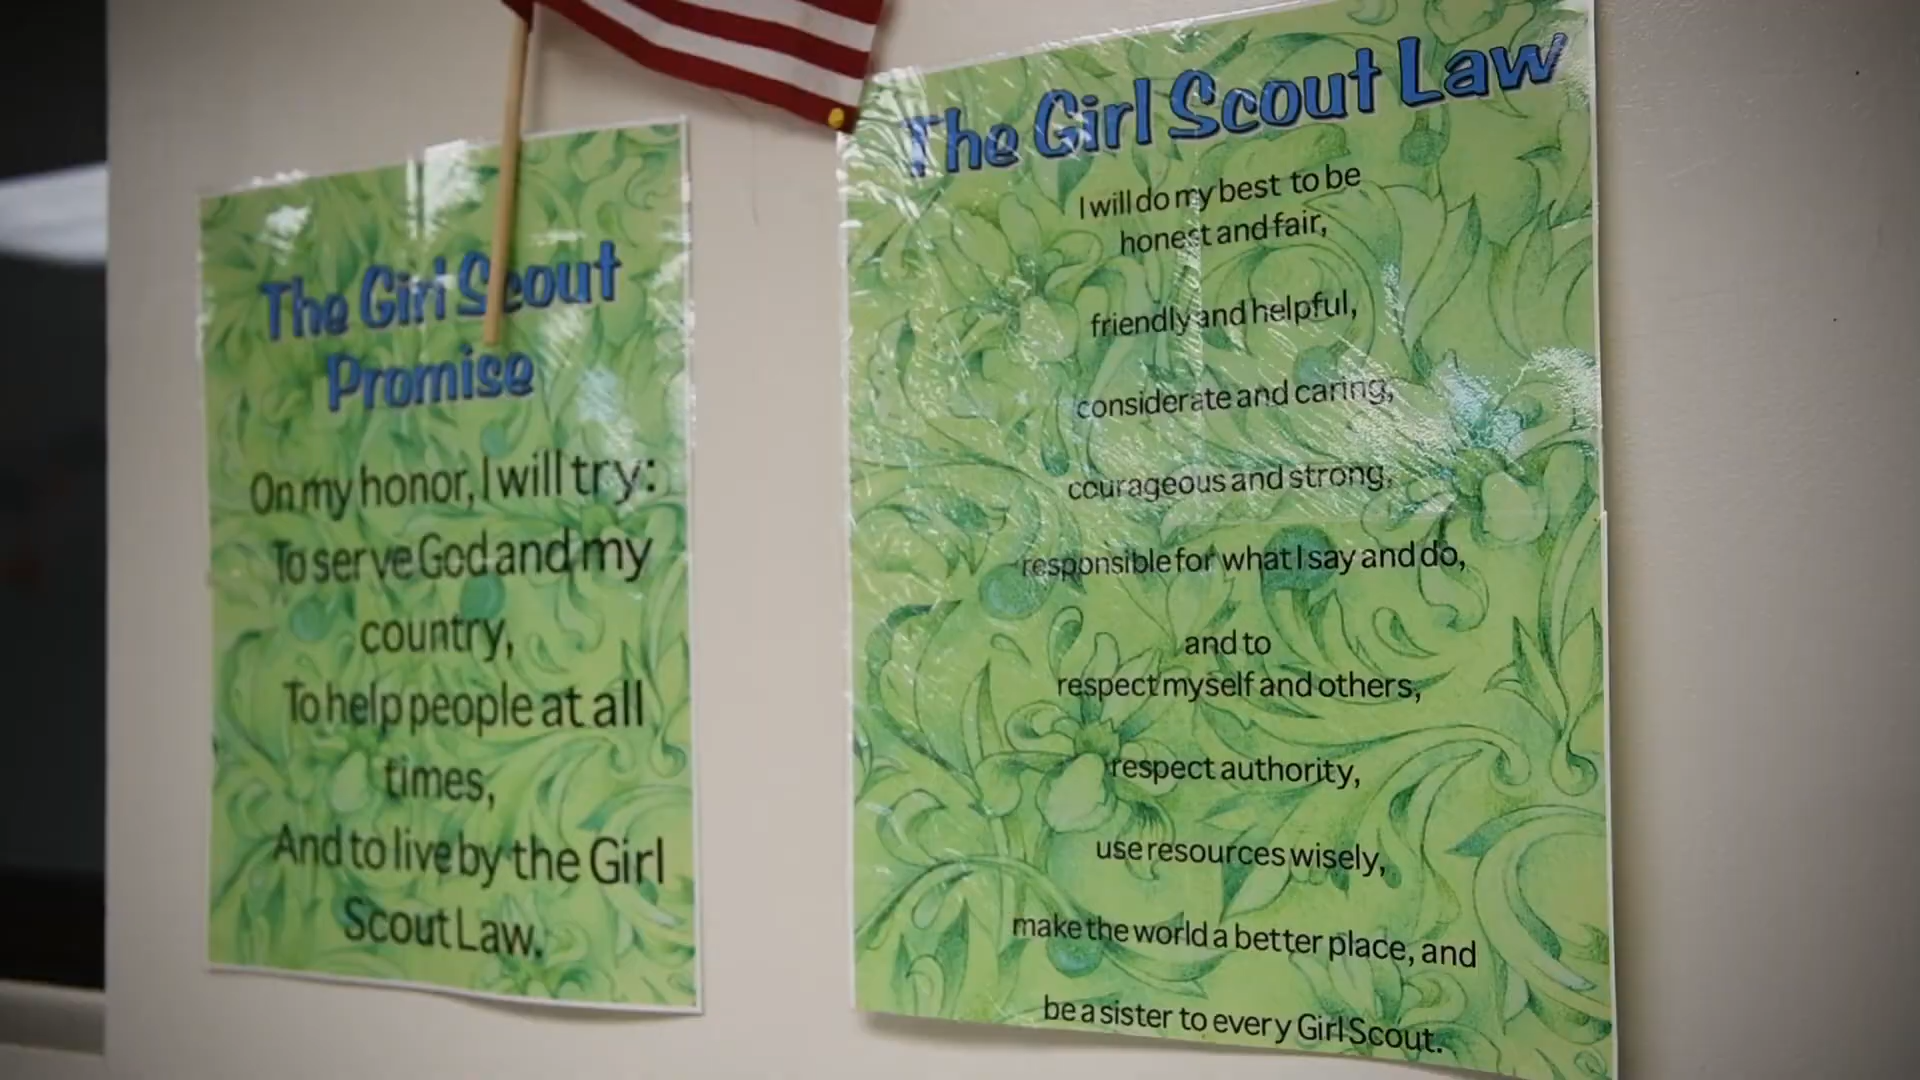 The Girl Scout
Promise
On my honor, I will try:
To serve God and my
country,
To help people at all
times,
And to live by the Girl
Scout Law.
The Girl Scout Law
I will do my best to be
honest and fair,
friendly and helpful,
considerate and caring,
courageous and strong,
responsible for what I say and do,
and to
respect myself and others,
respect authority,
use resources wisely,
make the world a better place, and
be a sister to every Girl Scout.